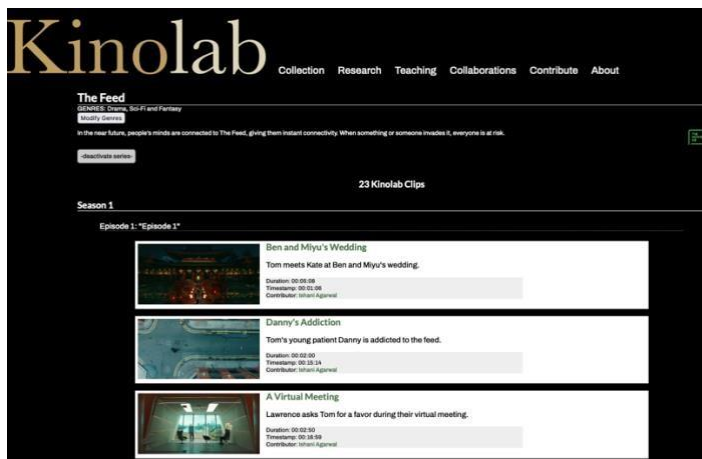 Kinolab
Collection Research Teaching Collaborations Contribute About
The Feed
GENRES: Drama, Sci-Fi and Fantasy
Modify Genres
In the near future, people's minds are connected to The Feed, giving them instant connectivity. When something or someone invades it, everyone is at risk.
-deactivate series-
23 Kinolab Clips
Season 1
Episode 1: "Episode 1"
Ben and Miyu's Wedding
Tom meets Kate at Ben and Miyu's wedding.
Duration: 00:05:08
Timestamp: 00:01:06
Contributor: Ishani Agarwal
Danny's Addiction
Tom's young patient Danny is addicted to the feed.
Duration: 00:02:00
Timestamp: 00:15:14
Contributor: Ishani Agarwal
A Virtual Meeting
Lawrence asks Tom for a favor during their virtual meeting.
Duration: 00:02:50
Timestamp: 00:16:59
Contributor: Ishani Agarwal